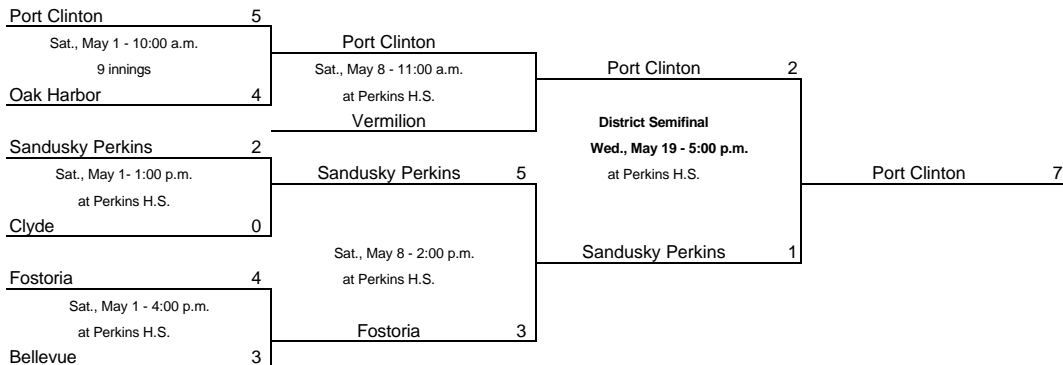 Port Clinton 5
Sat., May 1 - 10:00 a.m.
9 innings
Oak Harbor 4
Port Clinton
Sat., May 8 - 11:00 a.m.
at Perkins H.S.
Vermilion
Port Clinton 2
District Semifinal
Wed., May 19 - 5:00 p.m.
at Perkins H.S.
Sandusky Perkins 2
Sat., May 1- 1:00 p.m.
at Perkins H.S.
Clyde 0
Sandusky Perkins 5
Sat., May 8 - 2:00 p.m.
at Perkins H.S.
Sandusky Perkins 1
Port Clinton 7
Fostoria 4
Sat., May 1 - 4:00 p.m.
at Perkins H.S.
Bellevue 3
Fostoria 3